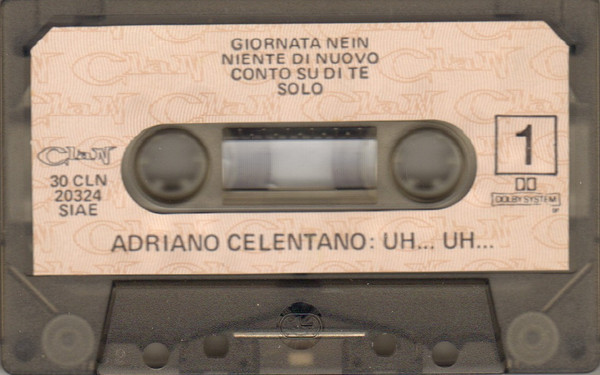 GIORNATA NEIN
NIENTE DI NUOVO
CONTO SU DI TE
SOLO
Clan
30 CLN
20324
SIAE
1
DOLBY SYSTEM
ADRIANO CELENTANO: UH... UH...